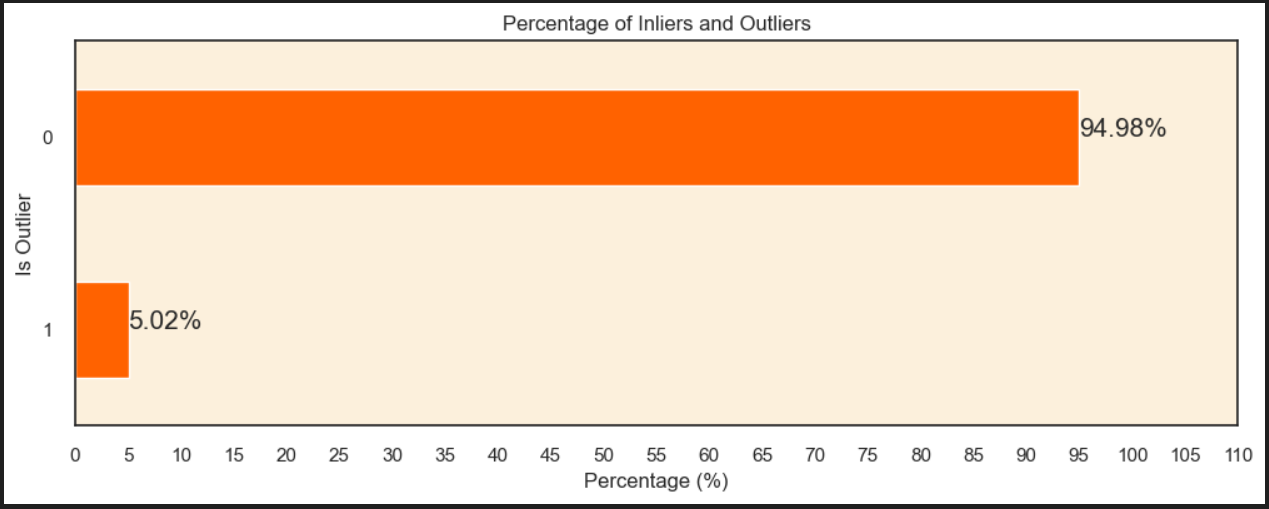 Percentage of Inliers and Outliers
Is Outlier
0
94.98%
1
5.02%
0 5 10 15 20 25 30 35 40 45 50 55 60 65 70 75 80 85 90 95 100 105 110
Percentage (%)